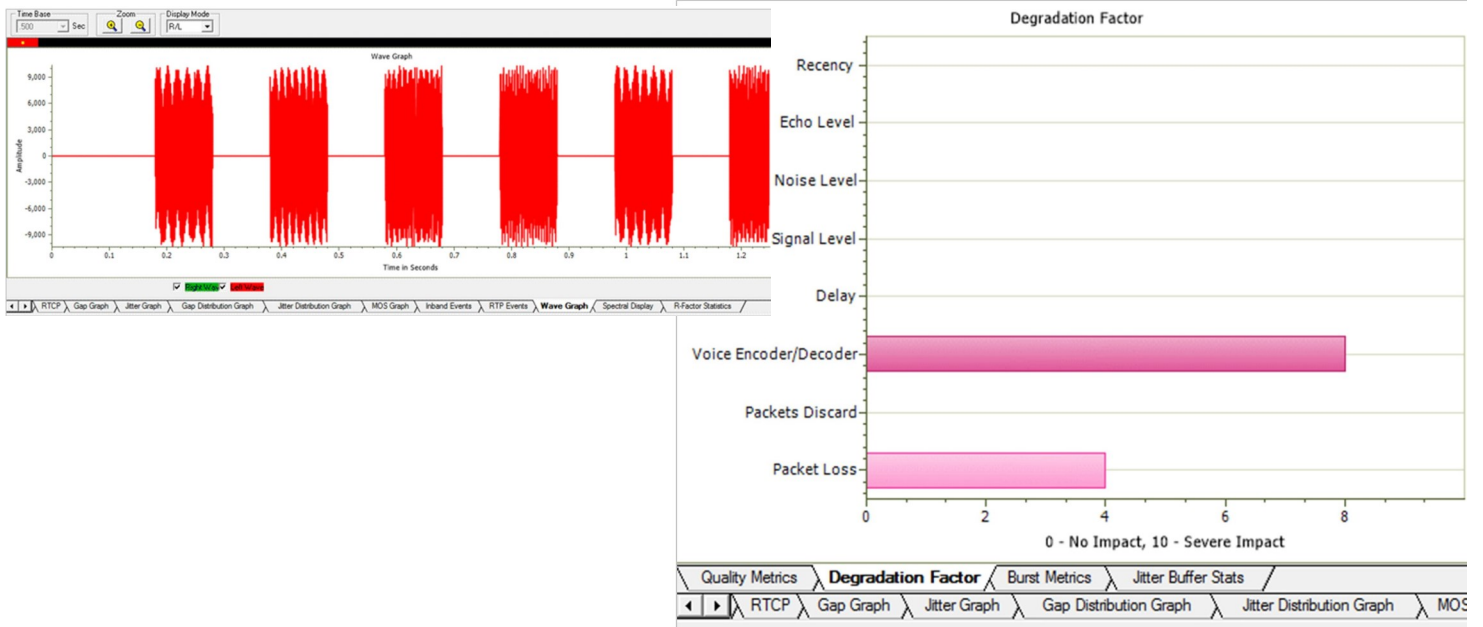 Time Base
Zoom
Display Mode
.500
Sec
R/L
Wave Graph
9,000
6,000
3,000
0
-3,000
-6,000
-9,000
Amplitude
0 0.1 0.2 0.3 0.4 0.5 0.6 0.7 0.8 0.9 1 1.1 1.2
Time in Seconds
Right Wav Left Wave
RTCP Gap Graph Jitter Graph Gap Distribution Graph Jitter Distribution Graph MOS Graph Inband Events RTP Events Wave Graph Spectral Display R-Factor Statistics
Degradation Factor
Recency
Echo Level
Noise Level
Signal Level
Delay
Voice Encoder/Decoder
Packets Discard
Packet Loss
0 2 4 6 8
0 - No Impact, 10 - Severe Impact
Quality Metrics Degradation Factor Burst Metrics Jitter Buffer Stats
RTCP Gap Graph Jitter Graph Gap Distribution Graph Jitter Distribution Graph MOS